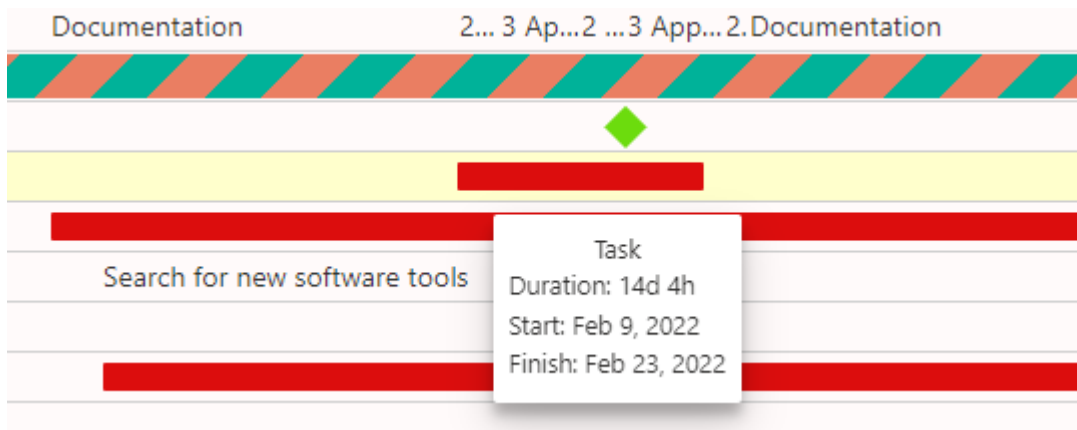 Documentation 2... 3 Ap...2 ...3 App...2. Documentation
Search for new software tools
Task
Duration: 14d 4h
Start: Feb 9, 2022
Finish: Feb 23, 2022